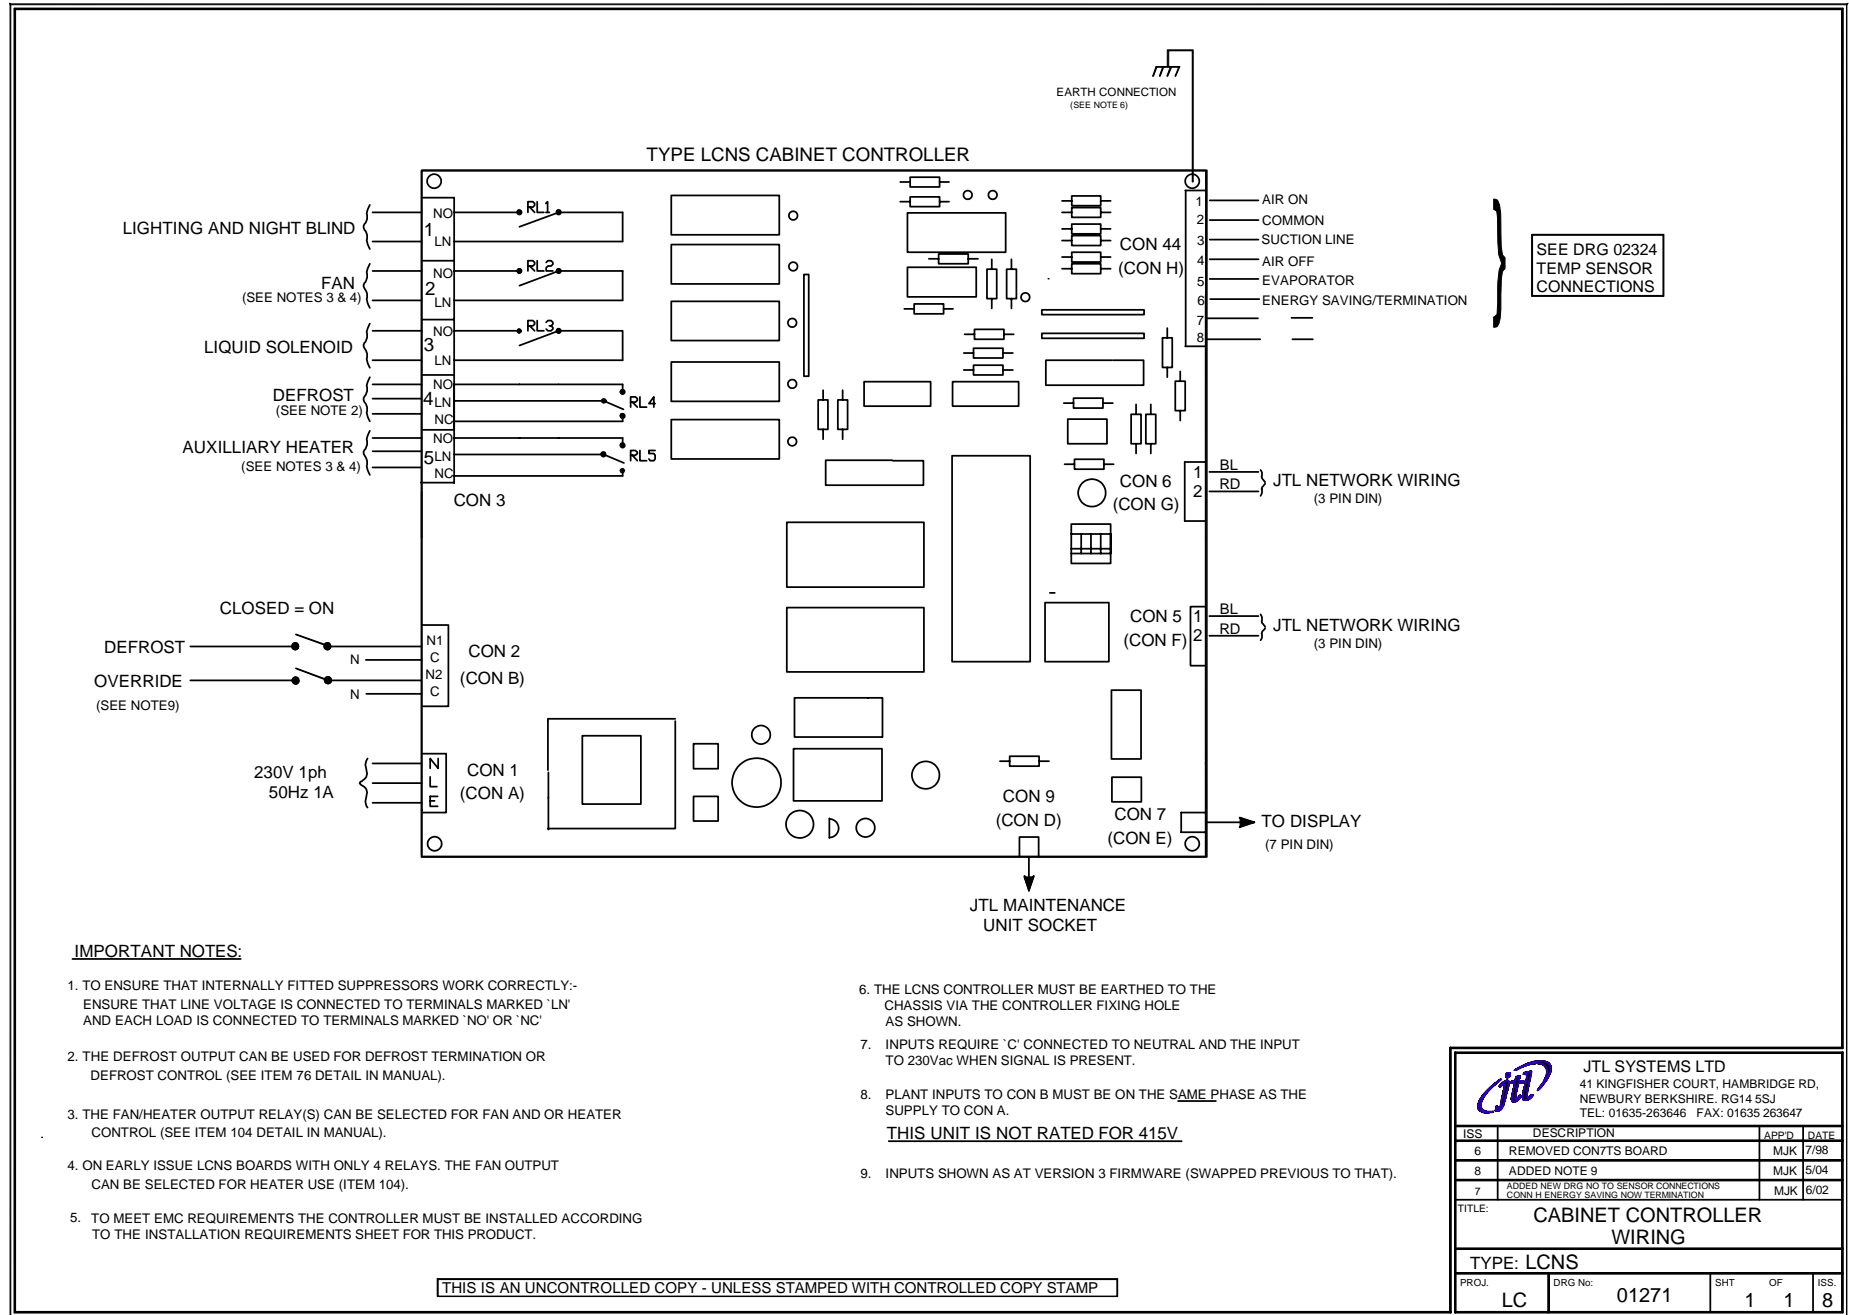 EARTH CONNECTION
(SEE NOTE 6)
TYPE LCNS CABINET CONTROLLER
LIGHTING AND NIGHT BLIND
1
NO
LN
RL1
FAN
(SEE NOTES 3 & 4)
2
NO
LN
RL2
LIQUID SOLENOID
3
NO
LN
RL3
DEFROST
(SEE NOTE 2)
4
NO
LN
NC
RL4
AUXILLIARY HEATER
(SEE NOTES 3 & 4)
5
NO
LN
NC
RL5
CON 3
CON 44
(CON H)
1 AIR ON
2 COMMON
3 SUCTION LINE
4 AIR OFF
5 EVAPORATOR
6 ENERGY SAVING/TERMINATION
7
8
SEE DRG 02324
TEMP SENSOR
CONNECTIONS
CON 6
(CON G)
1 BL
2 RD
JTL NETWORK WIRING
(3 PIN DIN)
CON 5
(CON F)
1 BL
2 RD
JTL NETWORK WIRING
(3 PIN DIN)
CLOSED = ON
DEFROST
N
OVERRIDE
N
(SEE NOTE9)
N1
C
N2
C
CON 2
(CON B)
230V 1ph
50Hz 1A
N
L
E
CON 1
(CON A)
CON 9
(CON D)
CON 7
(CON E)
TO DISPLAY
(7 PIN DIN)
JTL MAINTENANCE
UNIT SOCKET
IMPORTANT NOTES:
1. TO ENSURE THAT INTERNALLY FITTED SUPPRESSORS WORK CORRECTLY:-
ENSURE THAT LINE VOLTAGE IS CONNECTED TO TERMINALS MARKED `LN'
AND EACH LOAD IS CONNECTED TO TERMINALS MARKED `NO' OR `NC'
2. THE DEFROST OUTPUT CAN BE USED FOR DEFROST TERMINATION OR
DEFROST CONTROL (SEE ITEM 76 DETAIL IN MANUAL).
3. THE FAN/HEATER OUTPUT RELAY(S) CAN BE SELECTED FOR FAN AND OR HEATER
CONTROL (SEE ITEM 104 DETAIL IN MANUAL).
4. ON EARLY ISSUE LCNS BOARDS WITH ONLY 4 RELAYS. THE FAN OUTPUT
CAN BE SELECTED FOR HEATER USE (ITEM 104).
5. TO MEET EMC REQUIREMENTS THE CONTROLLER MUST BE INSTALLED ACCORDING
TO THE INSTALLATION REQUIREMENTS SHEET FOR THIS PRODUCT.
6. THE LCNS CONTROLLER MUST BE EARTHED TO THE
CHASSIS VIA THE CONTROLLER FIXING HOLE
AS SHOWN.
7. INPUTS REQUIRE `C' CONNECTED TO NEUTRAL AND THE INPUT
TO 230Vac WHEN SIGNAL IS PRESENT.
8. PLANT INPUTS TO CON B MUST BE ON THE SAME PHASE AS THE
SUPPLY TO CON A.
THIS UNIT IS NOT RATED FOR 415V
9. INPUTS SHOWN AS AT VERSION 3 FIRMWARE (SWAPPED PREVIOUS TO THAT).
THIS IS AN UNCONTROLLED COPY - UNLESS STAMPED WITH CONTROLLED COPY STAMP
jtl
JTL SYSTEMS LTD
41 KINGFISHER COURT, HAMBRIDGE RD,
NEWBURY BERKSHIRE. RG14 5SJ
TEL: 01635-263646 FAX: 01635 263647
ISS DESCRIPTION APP'D DATE
6 REMOVED CON7TS BOARD MJK 7/98
8 ADDED NOTE 9 MJK 5/04
7 ADDED NEW DRG NO TO SENSOR CONNECTIONS
CONN H ENERGY SAVING NOW TERMINATION MJK 6/02
TITLE: CABINET CONTROLLER
WIRING
TYPE: LCNS
PROJ. DRG No: SHT OF ISS.
LC 01271 1 1 8